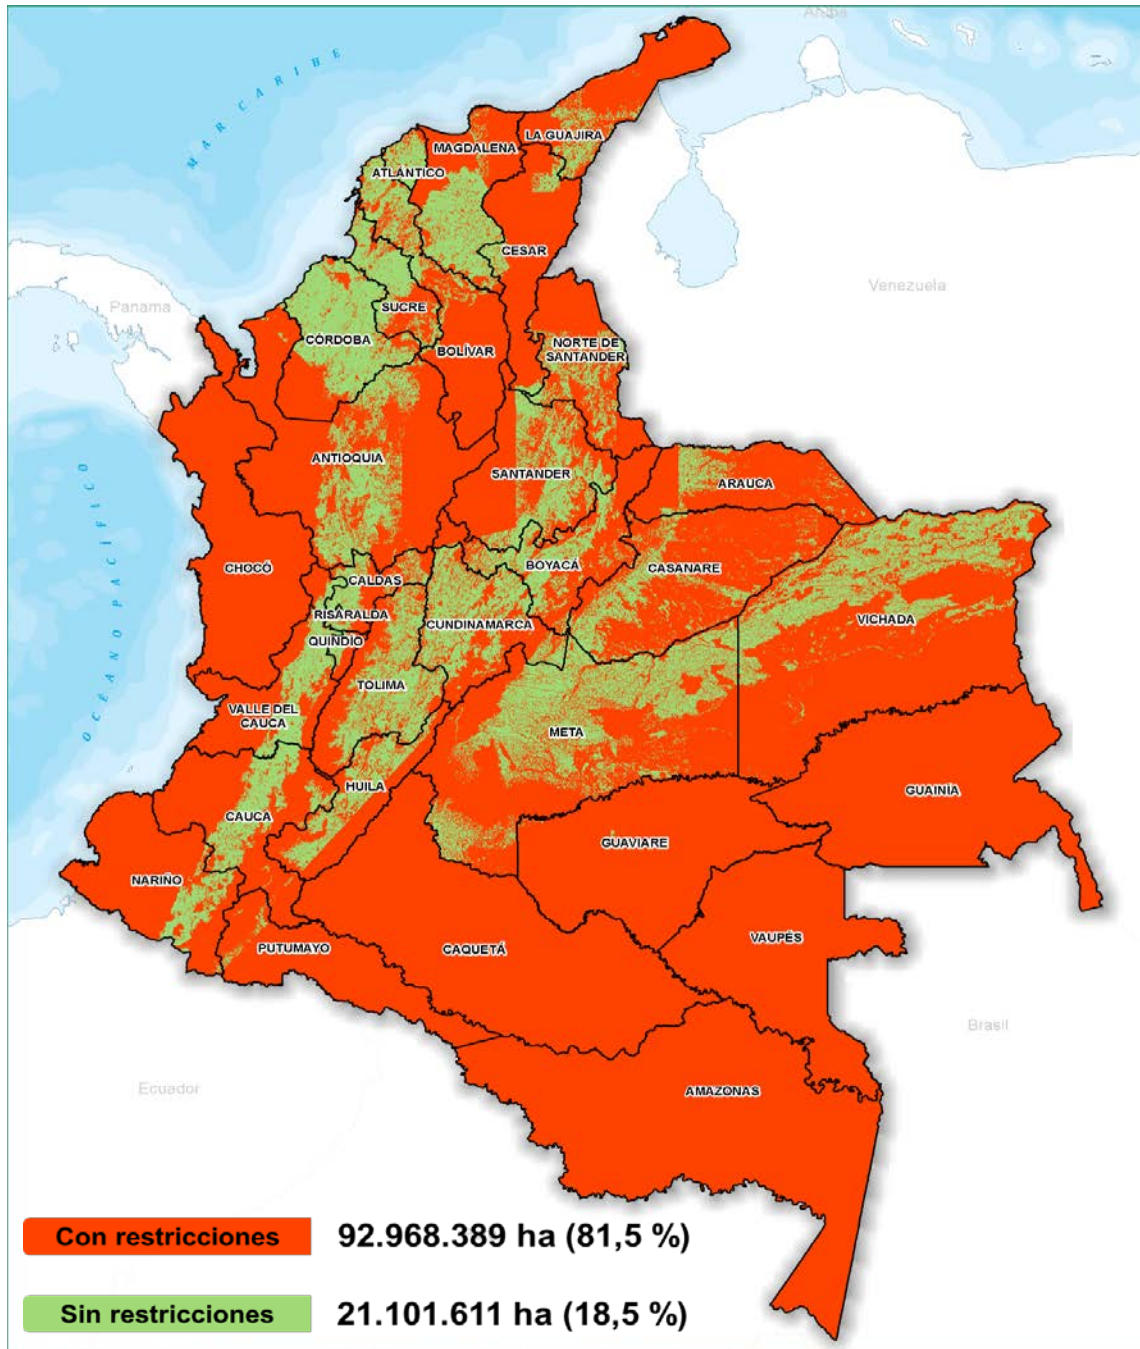 Aruba
MAR CARIBE
LA GUAJIRA
MAGDALENA
ATLÁNTICO
CESAR
Venezuela
Panama
SUCRE
CÓRDOBA
BOLÍVAR
NORTE DE
SANTANDER
ANTIOQUIA
SANTANDER
ARAUCA
OCÉANO PACÍFICO
CHOCÓ
CALDAS
BOYACÁ
CASANARE
RISARALDA
CUNDINAMARCA
VICHADA
QUINDIO
TOLIMA
VALLE DEL
CAUCA
META
HUILA
GUAINÍA
CAUCA
GUAVIARE
NARIÑO
PUTUMAYO
CAQUETÁ
VAUPÉS
Brasil
Ecuador
AMAZONAS
Con restricciones 92.968.389 ha (81,5 %)
Sin restricciones 21.101.611 ha (18,5 %)